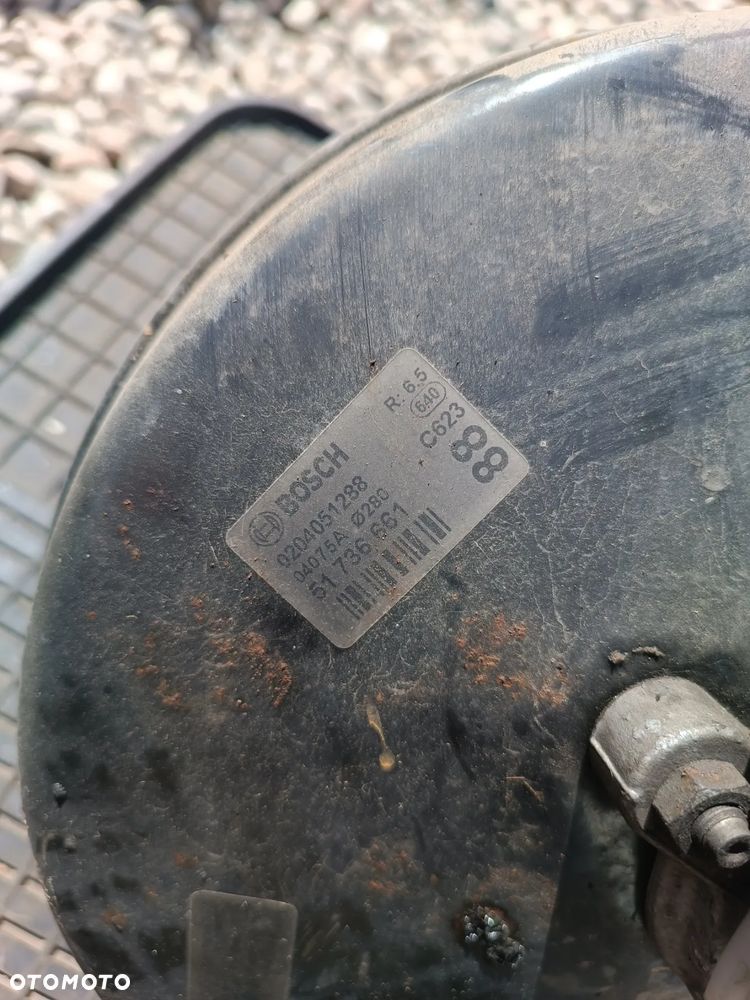 BOSCH
R: 6.5
0204051288
640
04075A Ø280
C623
51 736 661
88
OTOMOTO